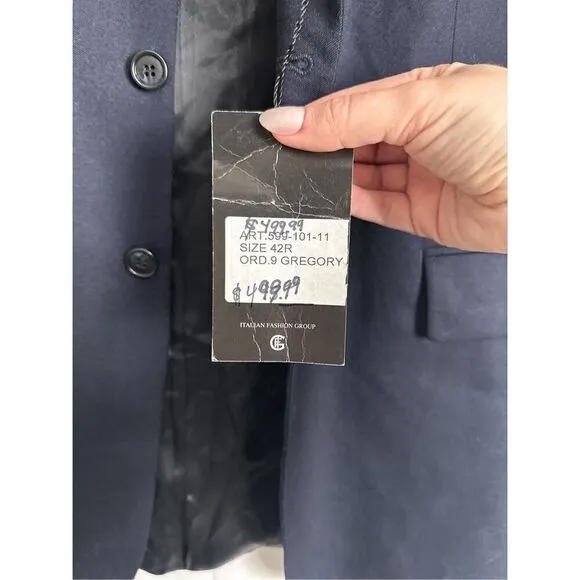 $499.99
ART.599-101-11
SIZE 42R
ORD.9 GREGORY
$499.99
ITALIAN FASHION GROUP